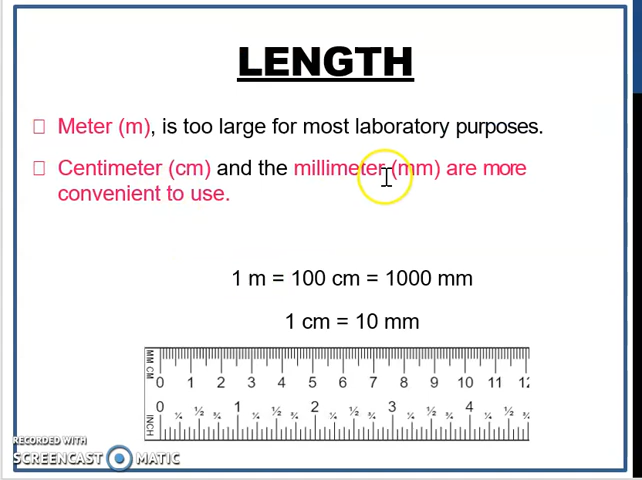 LENGTH
Meter (m), is too large for most laboratory purposes.
Centimeter (cm) and the millimeter (mm) are more
convenient to use.
1 m = 100 cm = 1000 mm
1 cm = 10 mm
MM CM
0 1 2 3 4 5 6 7 8 9 10 11 12
0 ¼ ½ ¾ 1 ¼ ½ ¾ 2 ¼ ½ ¾ 3 ¼ ½ ¾ 4 ¼ ½ ¾
INCH
RECORDED WITH
SCREENCAST MATIC